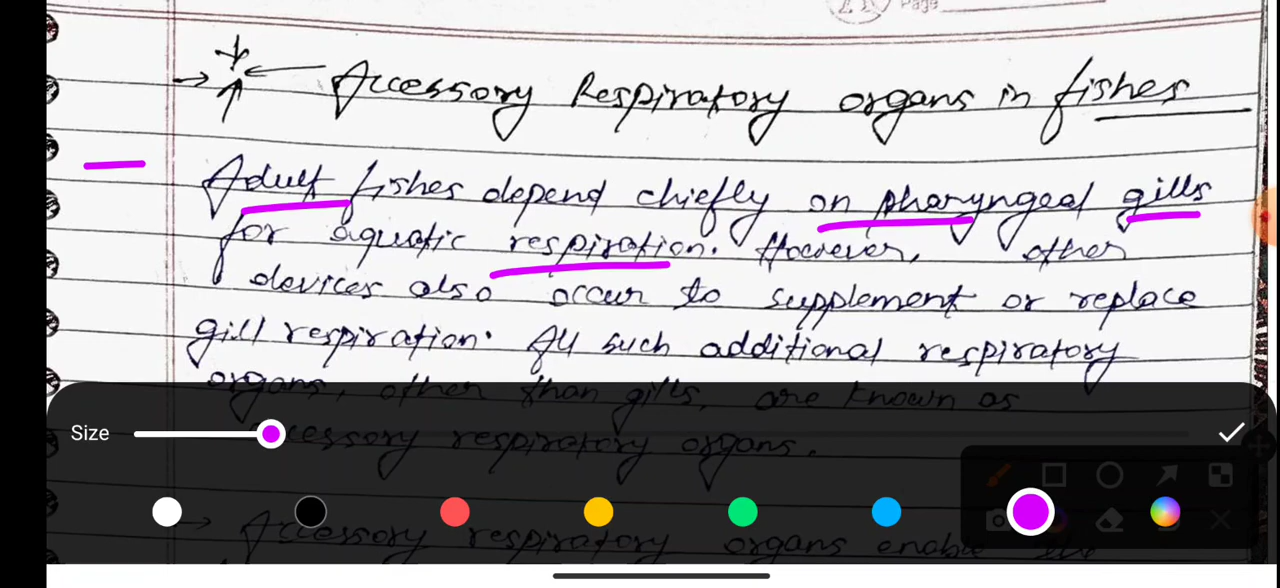 Page
Accessory Respiratory organs in fishes
Adult fishes depend chiefly on pharyngeal gills
for aquatic respiration. However, other
devices also occur to supplement or replace
gill respiration. All such additional respiratory
organs, other than gills, are known as
Size
accessory respiratory organs.
→ Accessory respiratory organs enable the